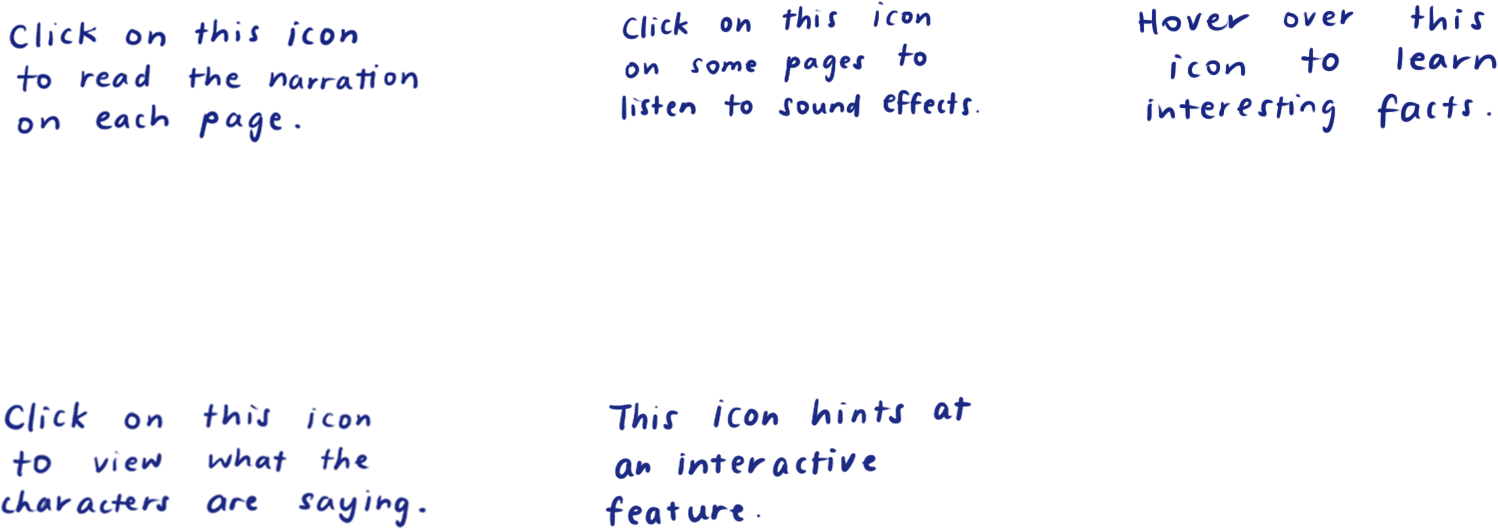 Click on this icon
to read the narration
on each page.
Click on this icon
on some pages to
listen to sound effects.
Hover over this
icon to learn
interesting facts.
Click on this icon
to view what the
characters are saying.
This icon hints at
an interactive
feature.